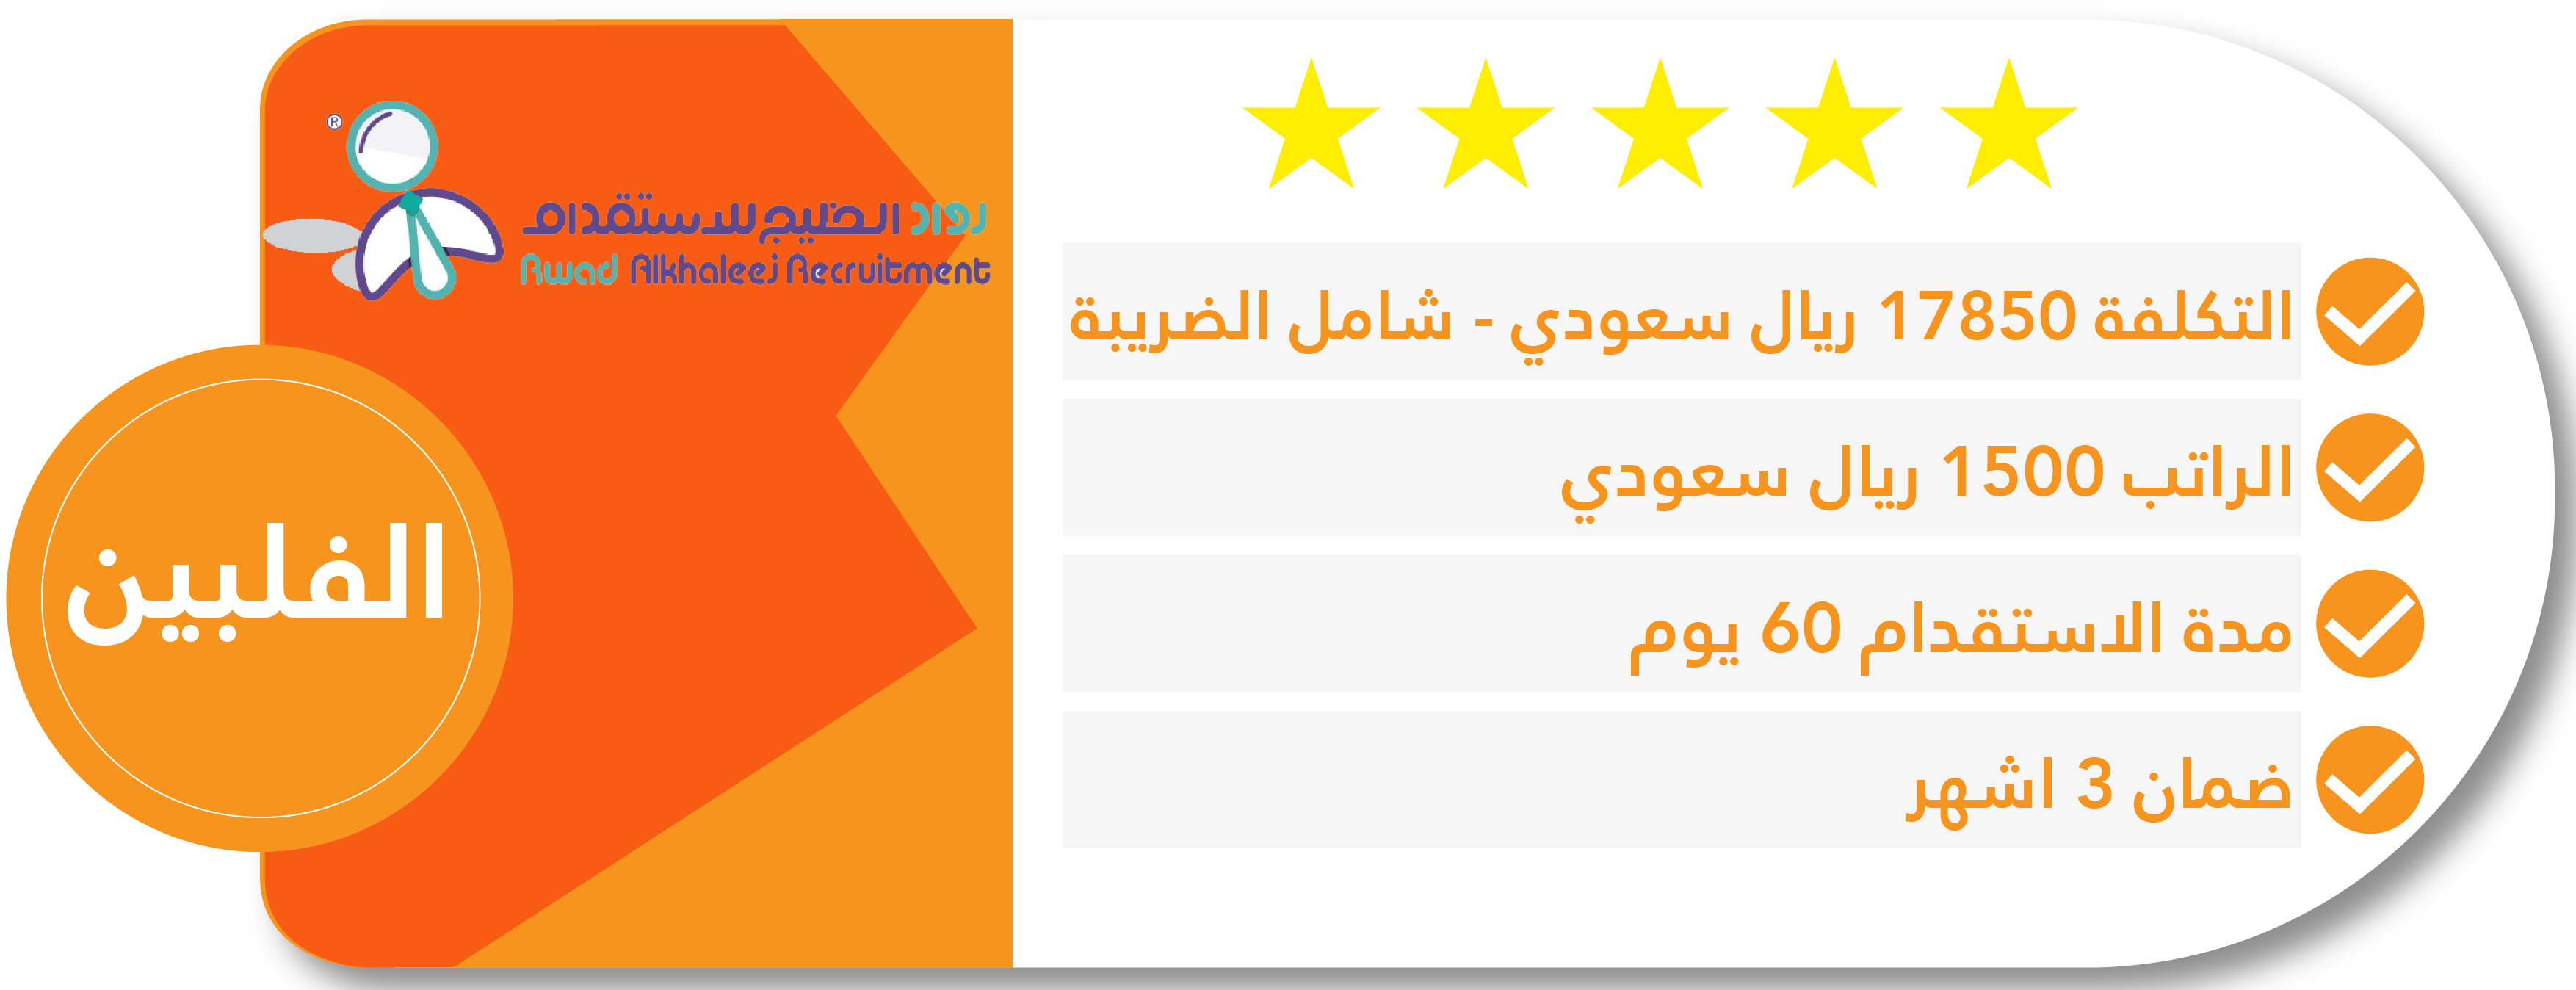 ®
رواد الخليج للاستقدام
Rwad Alkhaleej Recruitment
الفلبين
التكلفة 17850 ريال سعودي - شامل الضريبة
الراتب 1500 ريال سعودي
مدة الاستقدام 60 يوم
ضمان 3 اشهر